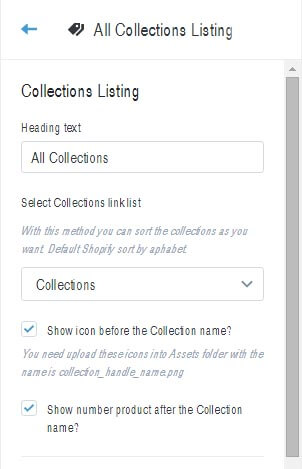 All Collections Listing
Collections Listing
Heading text
All Collections
Select Collections link list
With this method you can sort the collections as you
want. Default Shopify sort by aphabet.
Collections
Show icon before the Collection name?
You need upload these icons into Assets folder with the
name is collection_handle_name.png
Show number product after the Collection
name?